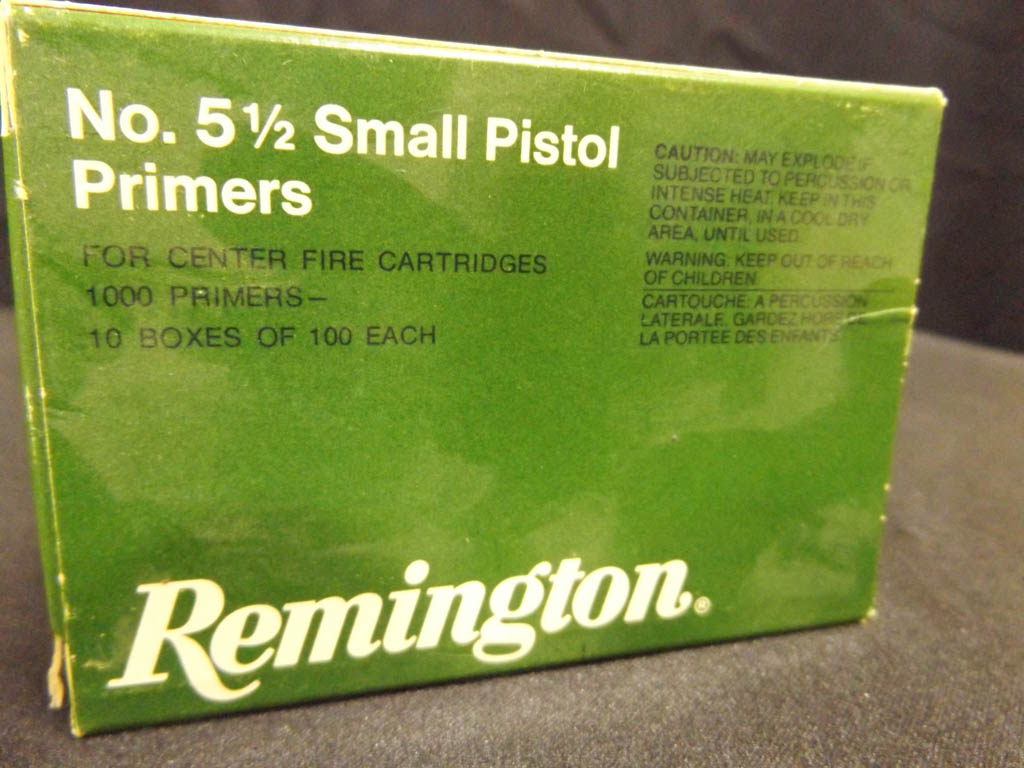 No. 5 ½ Small Pistol
Primers
FOR CENTER FIRE CARTRIDGES
1000 PRIMERS–
10 BOXES OF 100 EACH
CAUTION: MAY EXPLODE IF
SUBJECTED TO PERCUSSION OR
INTENSE HEAT. KEEP IN THIS
CONTAINER, IN A COOL DRY
AREA, UNTIL USED.
WARNING: KEEP OUT OF REACH
OF CHILDREN.
CARTOUCHE: A PERCUSSION
LATERALE. GARDEZ HORS DE
LA PORTEE DES ENFANTS.
Remington®